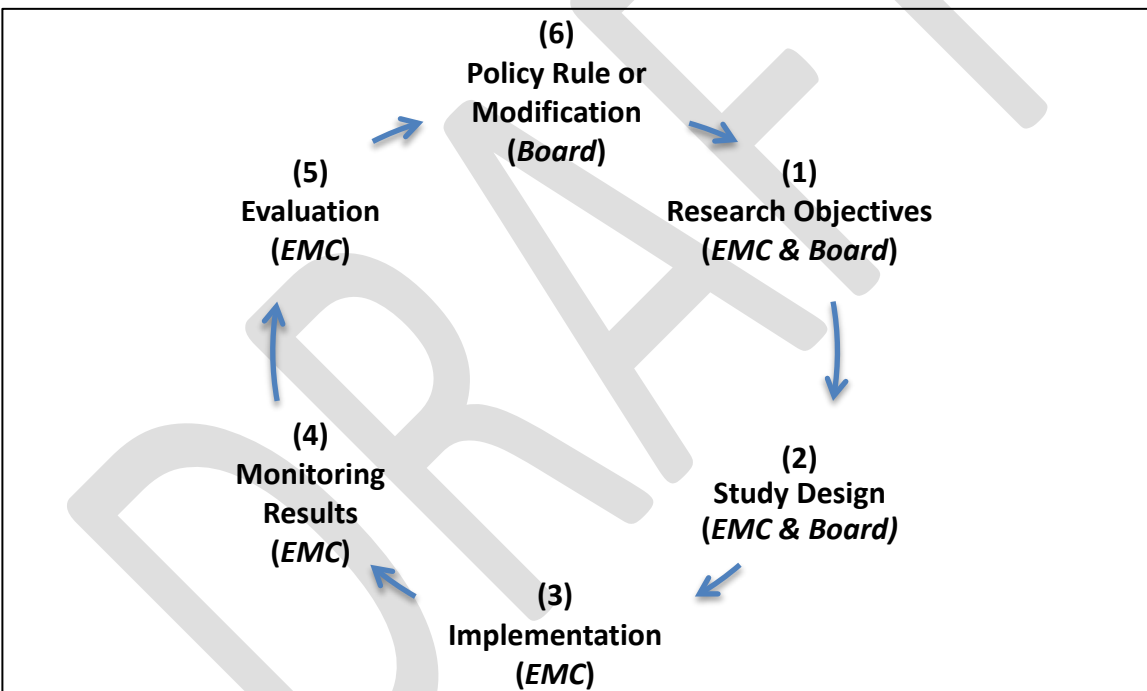 (6)
Policy Rule or
Modification
(Board)
(1)
Research Objectives
(EMC & Board)
(2)
Study Design
(EMC & Board)
(3)
Implementation
(EMC)
(4)
Monitoring
Results
(EMC)
(5)
Evaluation
(EMC)
DRAFT